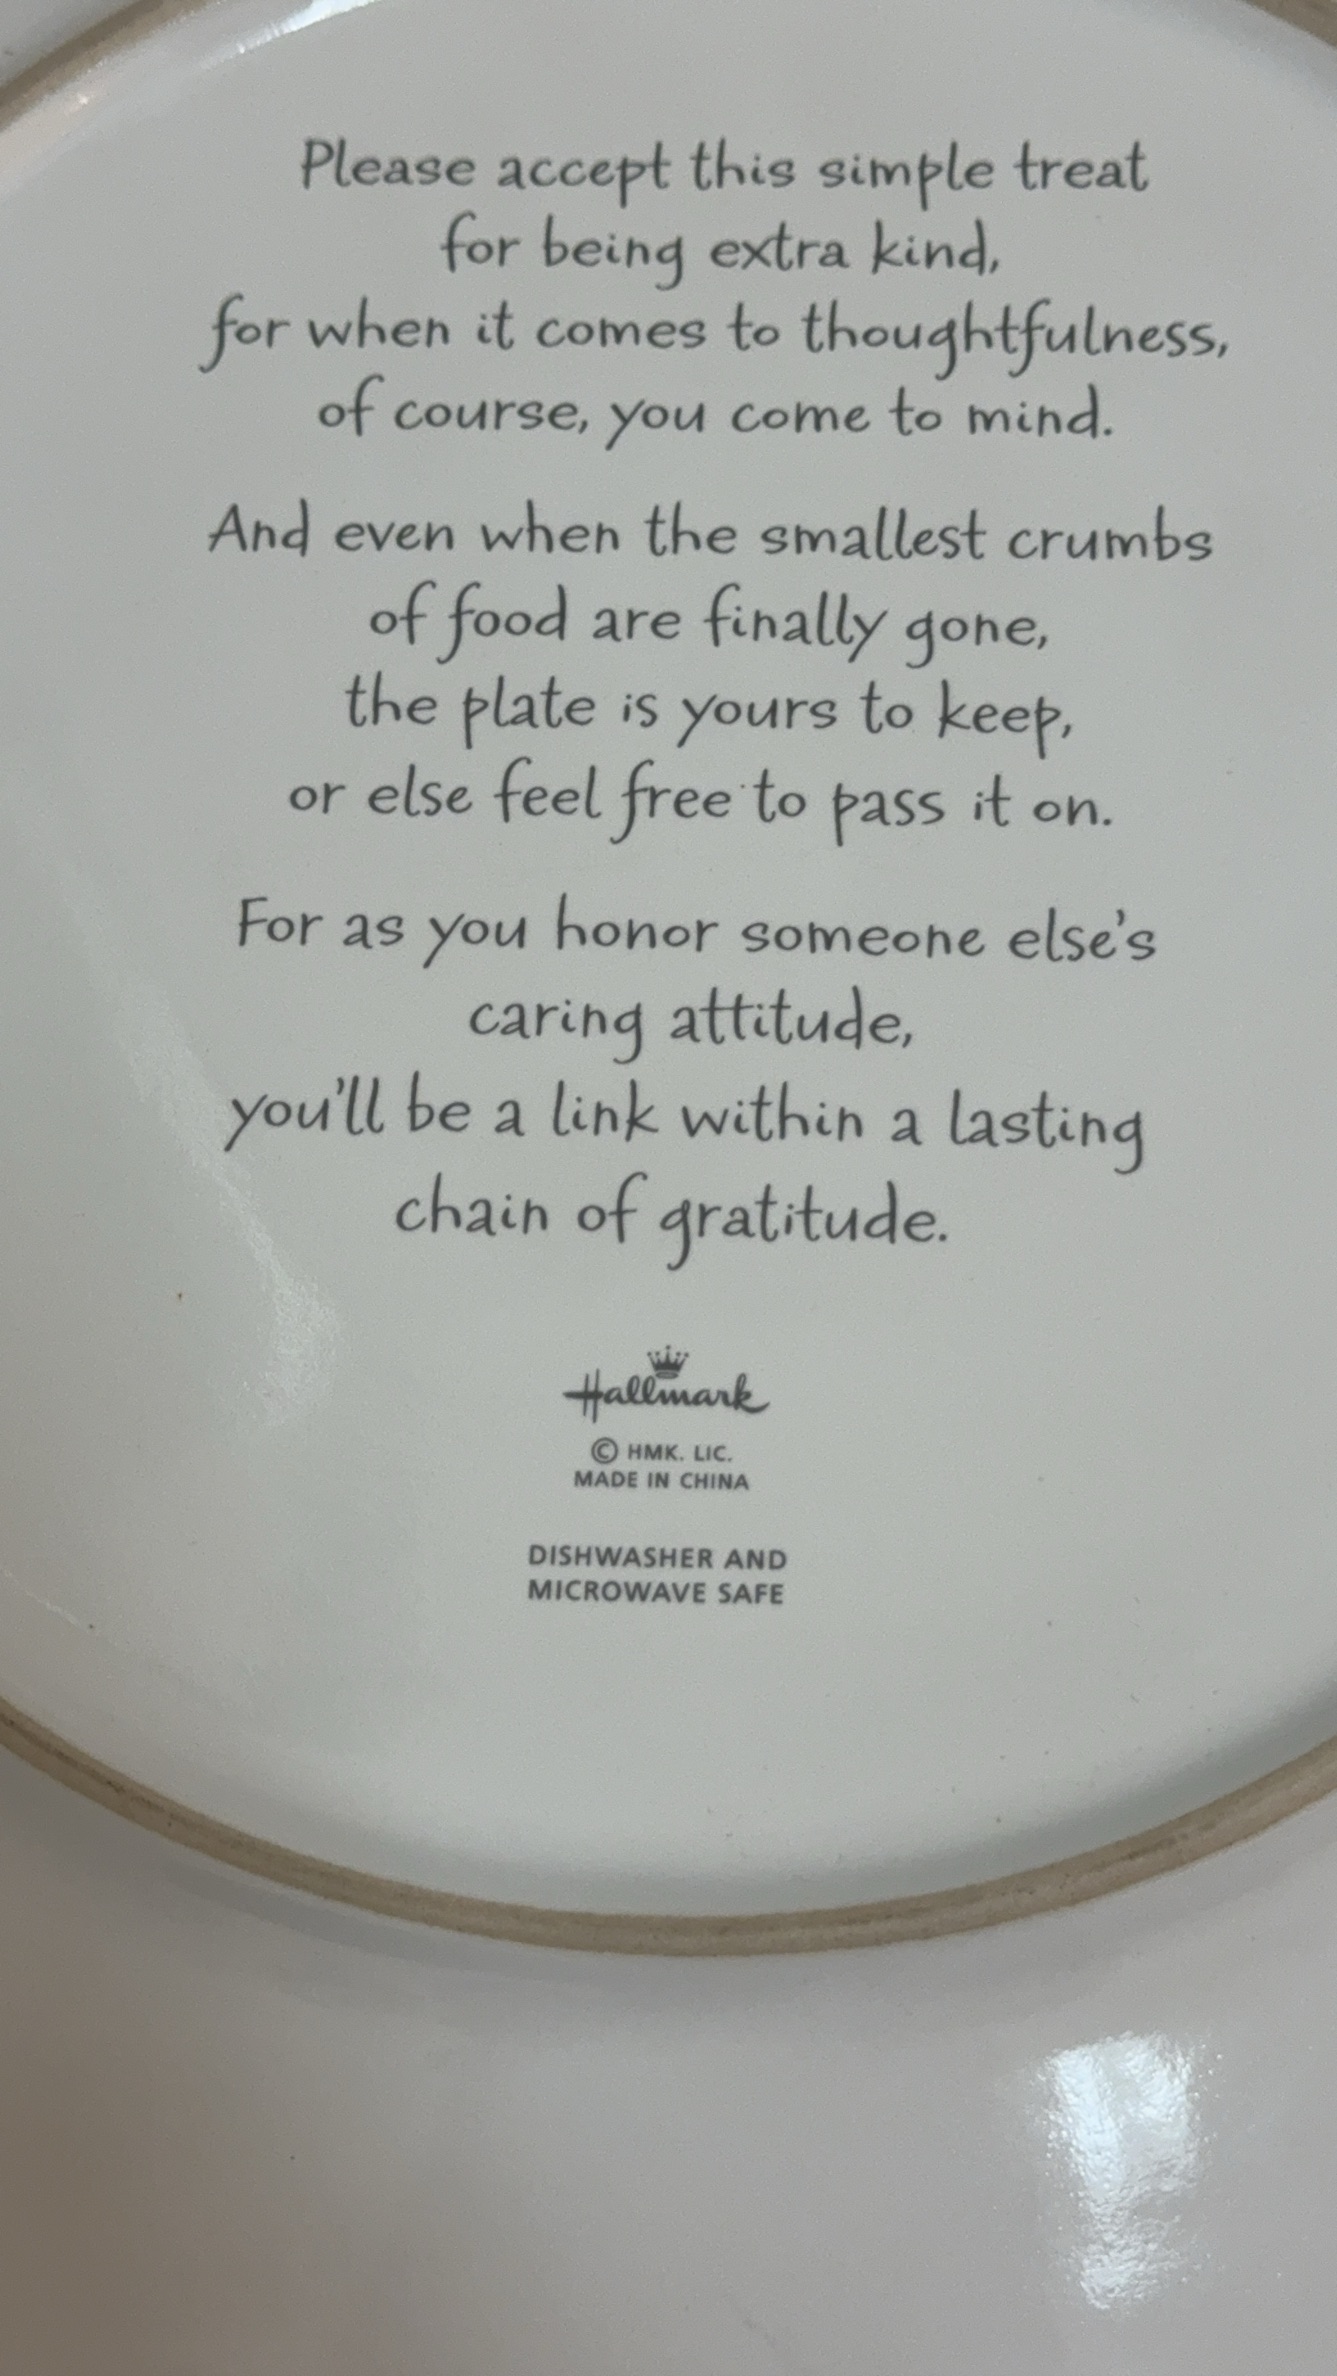 Please accept this simple treat
for being extra kind,
for when it comes to thoughtfulness,
of course, you come to mind.
And even when the smallest crumbs
of food are finally gone,
the plate is yours to keep,
or else feel free to pass it on.
For as you honor someone else's
caring attitude,
you'll be a link within a lasting
chain of gratitude.
Hallmark
© HMK. LIC.
MADE IN CHINA
DISHWASHER AND
MICROWAVE SAFE